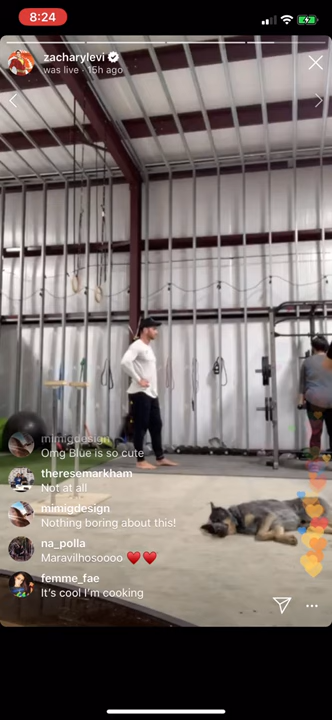 8:24
zacharylevi
was live · 15h ago
mimigdesign
Omg Blue is so cute
theresemarkham
Not at all
mimigdesign
Nothing boring about this!
na_polla
Maravilhosoooo ♥️♥️
femme_fae
It's cool I'm cooking